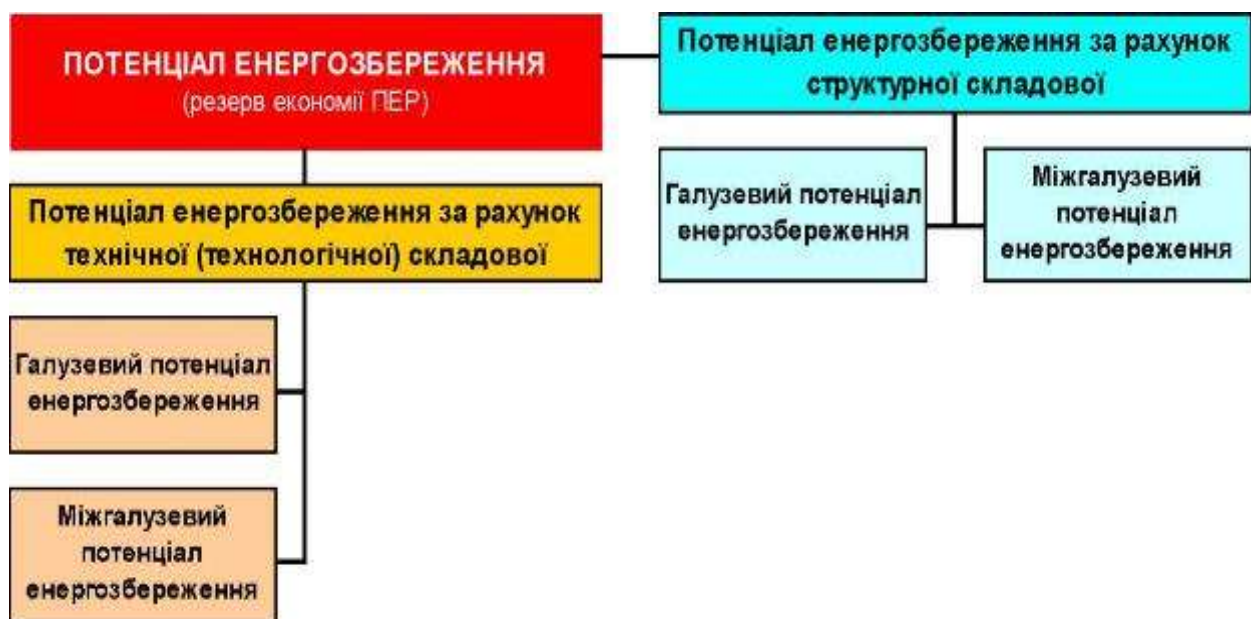 ПОТЕНЦІАЛ ЕНЕРГОЗБЕРЕЖЕННЯ
(резерв економії ПЕР)
Потенціал енергозбереження за рахунок
структурної складової
Галузевий потенціал
енергозбереження
Міжгалузевий
потенціал
енергозбереження
Потенціал енергозбереження за рахунок
технічної (технологічної) складової
Галузевий потенціал
енергозбереження
Міжгалузевий
потенціал
енергозбереження